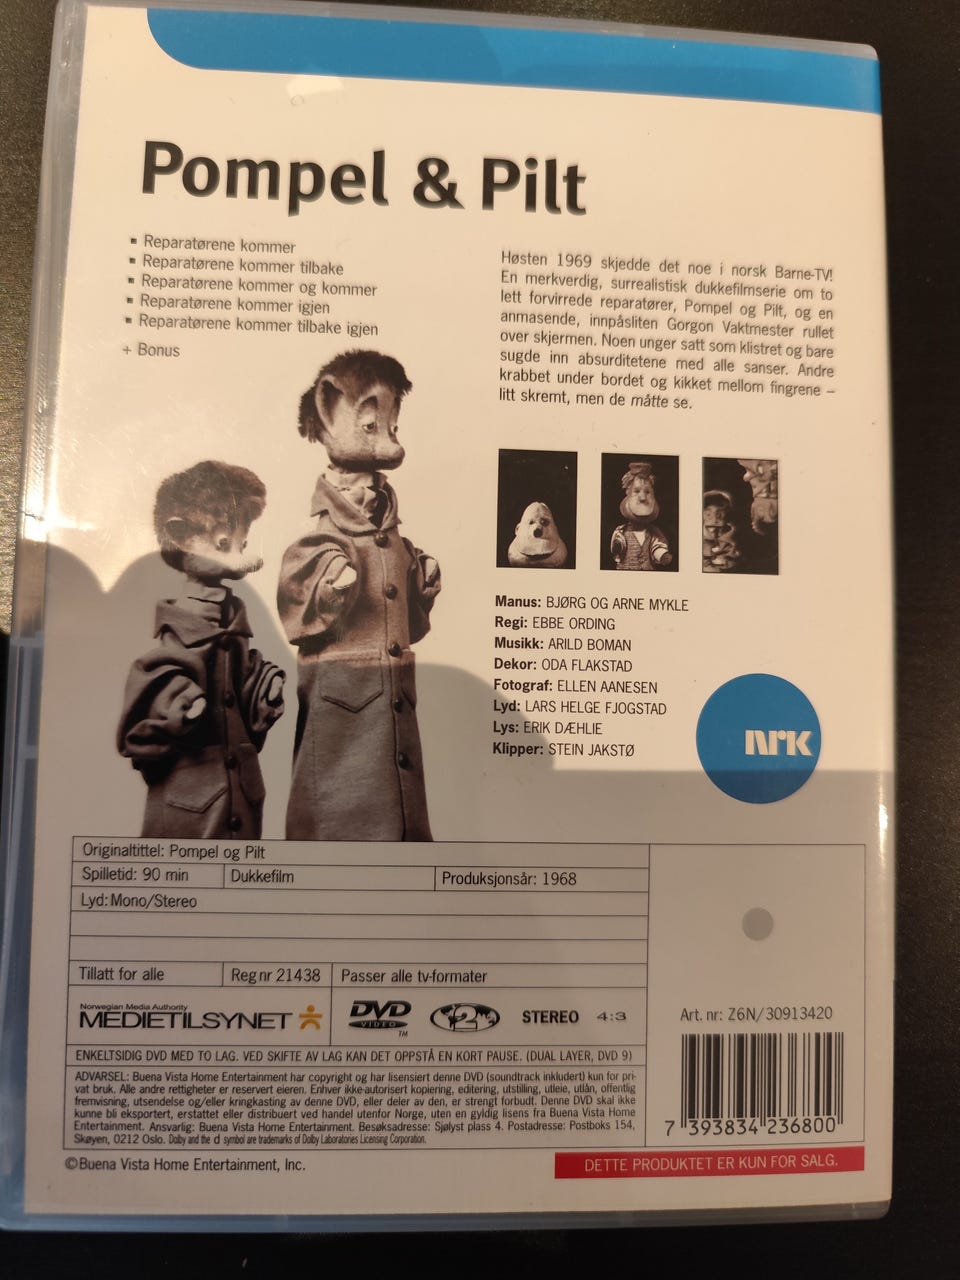 Pompel & Pilt
▪ Reparatørene kommer
▪ Reparatørene kommer tilbake
▪ Reparatørene kommer og kommer
▪ Reparatørene kommer igjen
▪ Reparatørene kommer tilbake igjen
+ Bonus
Høsten 1969 skjedde det noe i norsk Barne-TV!
En merkverdig, surrealistisk dukkefilmserie om to
lett forvirrede reparatører, Pompel og Pilt, og en
anmasende, innpåsliten Gorgon Vaktmester rullet
over skjermen. Noen unger satt som klistret og bare
sugde inn absurditetene med alle sanser. Andre
krabbet under bordet og kikket mellom fingrene –
litt skremt, men de måtte se.
Manus: BJØRG OG ARNE MYKLE
Regi: EBBE ORDING
Musikk: ARILD BOMAN
Dekor: ODA FLAKSTAD
Fotograf: ELLEN AANESEN
Lyd: LARS HELGE FJOGSTAD
Lys: ERIK DÆHLIE
Klipper: STEIN JAKSTØ
NRK
Originaltittel: Pompel og Pilt
Spilletid: 90 min
Dukkefilm
Produksjonsår: 1968
Lyd: Mono/Stereo
Tillatt for alle
Reg nr 21438
Passer alle tv-formater
Norwegian Media Authority
MEDIETILSYNET
DVD
VIDEO
TM
2
STEREO
4:3
ENKELTSIDIG DVD MED TO LAG. VED SKIFTE AV LAG KAN DET OPPSTÅ EN KORT PAUSE. (DUAL LAYER, DVD 9)
ADVARSEL: Buena Vista Home Entertainment har copyright og har lisensiert denne DVD (soundtrack inkludert) kun for pri-
vat bruk. Alle andre rettigheter er reservert eieren. Enhver ikke-autorisert kopiering, editering, utstilling, utleie, utlån, offentlig
fremvisning, utsendelse og/eller kringkasting av denne DVD, eller deler av den, er strengt forbudt. Denne DVD skal ikke
kunne bli eksportert, erstattet eller distribuert ved handel utenfor Norge, uten en gyldig lisens fra Buena Vista Home
Entertainment. Ansvarlig: Buena Vista Home Entertainment. Besøksadresse: Sjølyst plass 4. Postadresse: Postboks 154,
Skøyen, 0212 Oslo. Dolby and the d symbol are trademarks of Dolby Laboratories Licensing Corporation.
©Buena Vista Home Entertainment, Inc.
Art. nr: Z6N/30913420
7 393834 236800
DETTE PRODUKTET ER KUN FOR SALG.